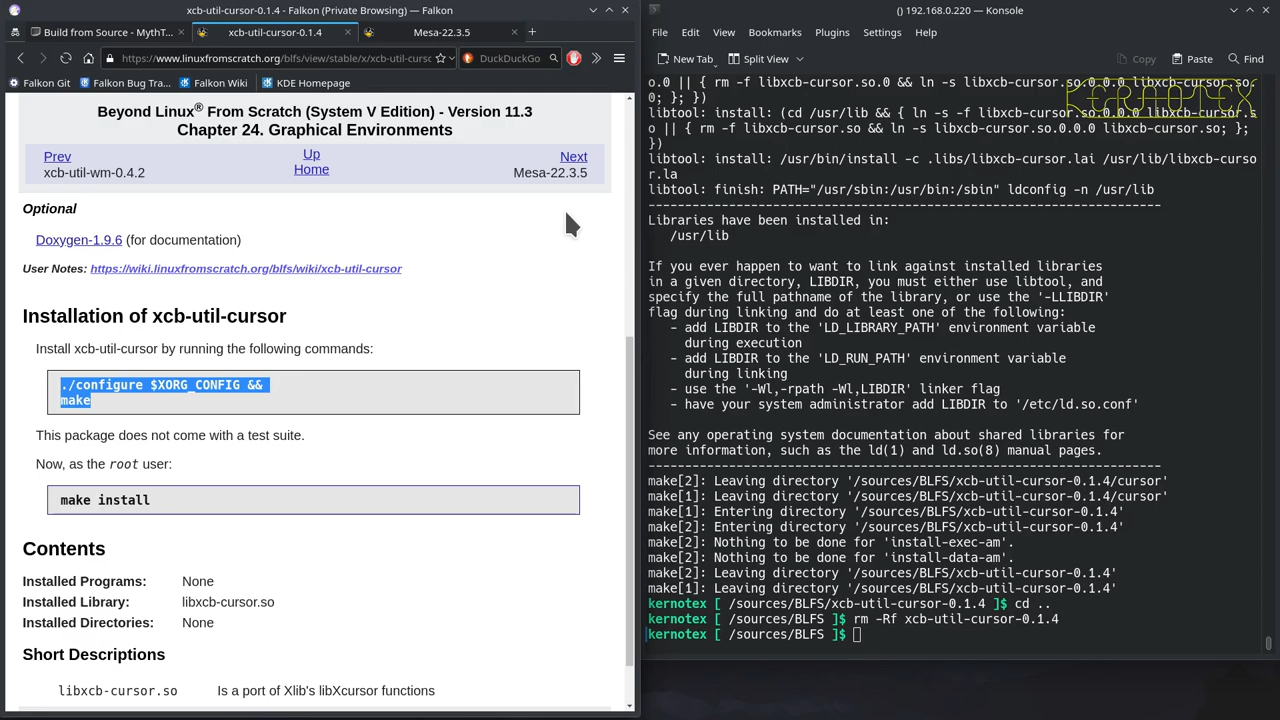 xcb-util-cursor-0.1.4 - Falkon (Private Browsing) — Falkon
Build from Source - MythT...
xcb-util-cursor-0.1.4
Mesa-22.3.5
https://www.linuxfromscratch.org/blfs/view/stable/x/xcb-util-cursc
DuckDuckGo
Falkon Git
Falkon Bug Tra...
Falkon Wiki
KDE Homepage
Beyond Linux® From Scratch (System V Edition) - Version 11.3
Chapter 24. Graphical Environments
Prev
Up
Next
xcb-util-wm-0.4.2
Home
Mesa-22.3.5
Optional
Doxygen-1.9.6 (for documentation)
User Notes: https://wiki.linuxfromscratch.org/blfs/wiki/xcb-util-cursor
Installation of xcb-util-cursor
Install xcb-util-cursor by running the following commands:
./configure $XORG_CONFIG &&
make
This package does not come with a test suite.
Now, as the root user:
make install
Contents
Installed Programs: None
Installed Library: libxcb-cursor.so
Installed Directories: None
Short Descriptions
libxcb-cursor.so Is a port of Xlib's libXcursor functions
() 192.168.0.220 — Konsole
File Edit View Bookmarks Plugins Settings Help
New Tab
Split View
Copy
Paste
Find
KERNOTEX
o.0 || { rm -f libxcb-cursor.so.0 && ln -s libxcb-cursor.so.0.0.0 libxcb-cursor.so.
0; }; })
libtool: install: (cd /usr/lib && { ln -s -f libxcb-cursor.so.0.0.0 libxcb-cursor.s
o || { rm -f libxcb-cursor.so && ln -s libxcb-cursor.so.0.0.0 libxcb-cursor.so; };
})
libtool: install: /usr/bin/install -c .libs/libxcb-cursor.lai /usr/lib/libxcb-curso
r.la
libtool: finish: PATH="/usr/sbin:/usr/bin:/sbin" ldconfig -n /usr/lib
----------------------------------------------------------------------
Libraries have been installed in:
/usr/lib
If you ever happen to want to link against installed libraries
in a given directory, LIBDIR, you must either use libtool, and
specify the full pathname of the library, or use the '-LLIBDIR'
flag during linking and do at least one of the following:
- add LIBDIR to the 'LD_LIBRARY_PATH' environment variable
during execution
- add LIBDIR to the 'LD_RUN_PATH' environment variable
during linking
- use the '-Wl,-rpath -Wl,LIBDIR' linker flag
- have your system administrator add LIBDIR to '/etc/ld.so.conf'
See any operating system documentation about shared libraries for
more information, such as the ld(1) and ld.so(8) manual pages.
----------------------------------------------------------------------
make[2]: Leaving directory '/sources/BLFS/xcb-util-cursor-0.1.4/cursor'
make[1]: Leaving directory '/sources/BLFS/xcb-util-cursor-0.1.4/cursor'
make[1]: Entering directory '/sources/BLFS/xcb-util-cursor-0.1.4'
make[2]: Entering directory '/sources/BLFS/xcb-util-cursor-0.1.4'
make[2]: Nothing to be done for 'install-exec-am'.
make[2]: Nothing to be done for 'install-data-am'.
make[2]: Leaving directory '/sources/BLFS/xcb-util-cursor-0.1.4'
make[1]: Leaving directory '/sources/BLFS/xcb-util-cursor-0.1.4'
kernotex [ /sources/BLFS/xcb-util-cursor-0.1.4 ]$ cd ..
kernotex [ /sources/BLFS ]$ rm -Rf xcb-util-cursor-0.1.4
kernotex [ /sources/BLFS ]$